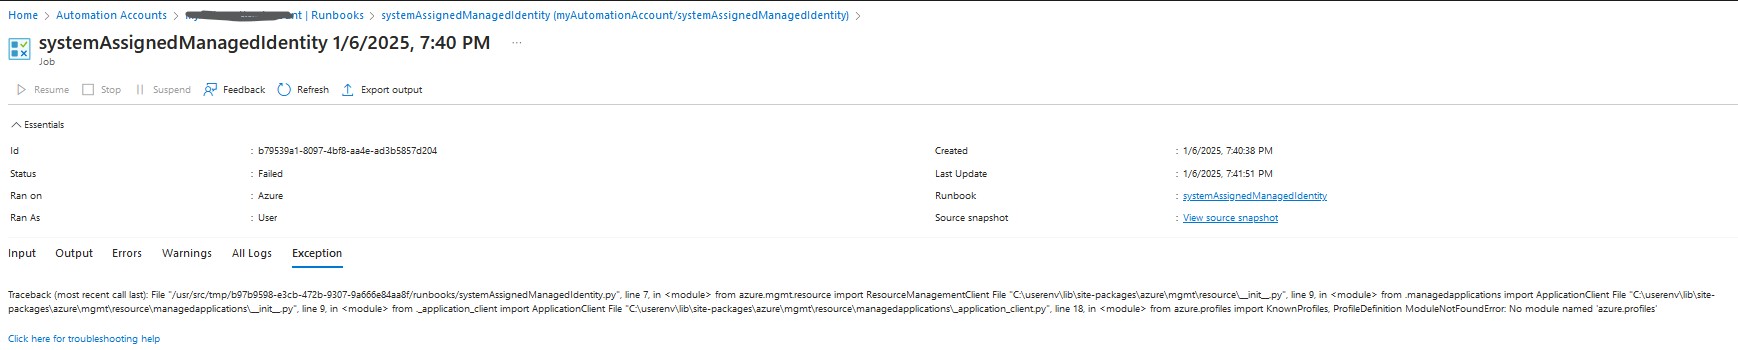 Home > Automation Accounts > nt | Runbooks > systemAssignedManagedIdentity (myAutomationAccount/systemAssignedManagedIdentity) >
systemAssignedManagedIdentity 1/6/2025, 7:40 PM ...
Job
Resume Stop Suspend Feedback Refresh Export output
Essentials
Id : b79539a1-8097-4bf8-aa4e-ad3b5857d204 Created : 1/6/2025, 7:40:38 PM
Status : Failed Last Update : 1/6/2025, 7:41:51 PM
Ran on : Azure Runbook : systemAssignedManagedIdentity
Ran As : User Source snapshot : View source snapshot
Input Output Errors Warnings All Logs Exception
Traceback (most recent call last): File "/usr/src/tmp/b97b9598-e3cb-472b-9307-9a666e84aa8f/runbooks/systemAssignedManagedIdentity.py", line 7, in <module> from azure.mgmt.resource import ResourceManagementClient File "C:\userenv\lib\site-packages\azure\mgmt\resource\__init__.py", line 9, in <module> from .managedapplications import ApplicationClient File "C:\userenv\lib\site-
packages\azure\mgmt\resource\managedapplications\__init__.py", line 9, in <module> from ._application_client import ApplicationClient File "C:\userenv\lib\site-packages\azure\mgmt\resource\managedapplications\_application_client.py", line 18, in <module> from azure.profiles import KnownProfiles, ProfileDefinition ModuleNotFoundError: No module named 'azure.profiles'
Click here for troubleshooting help